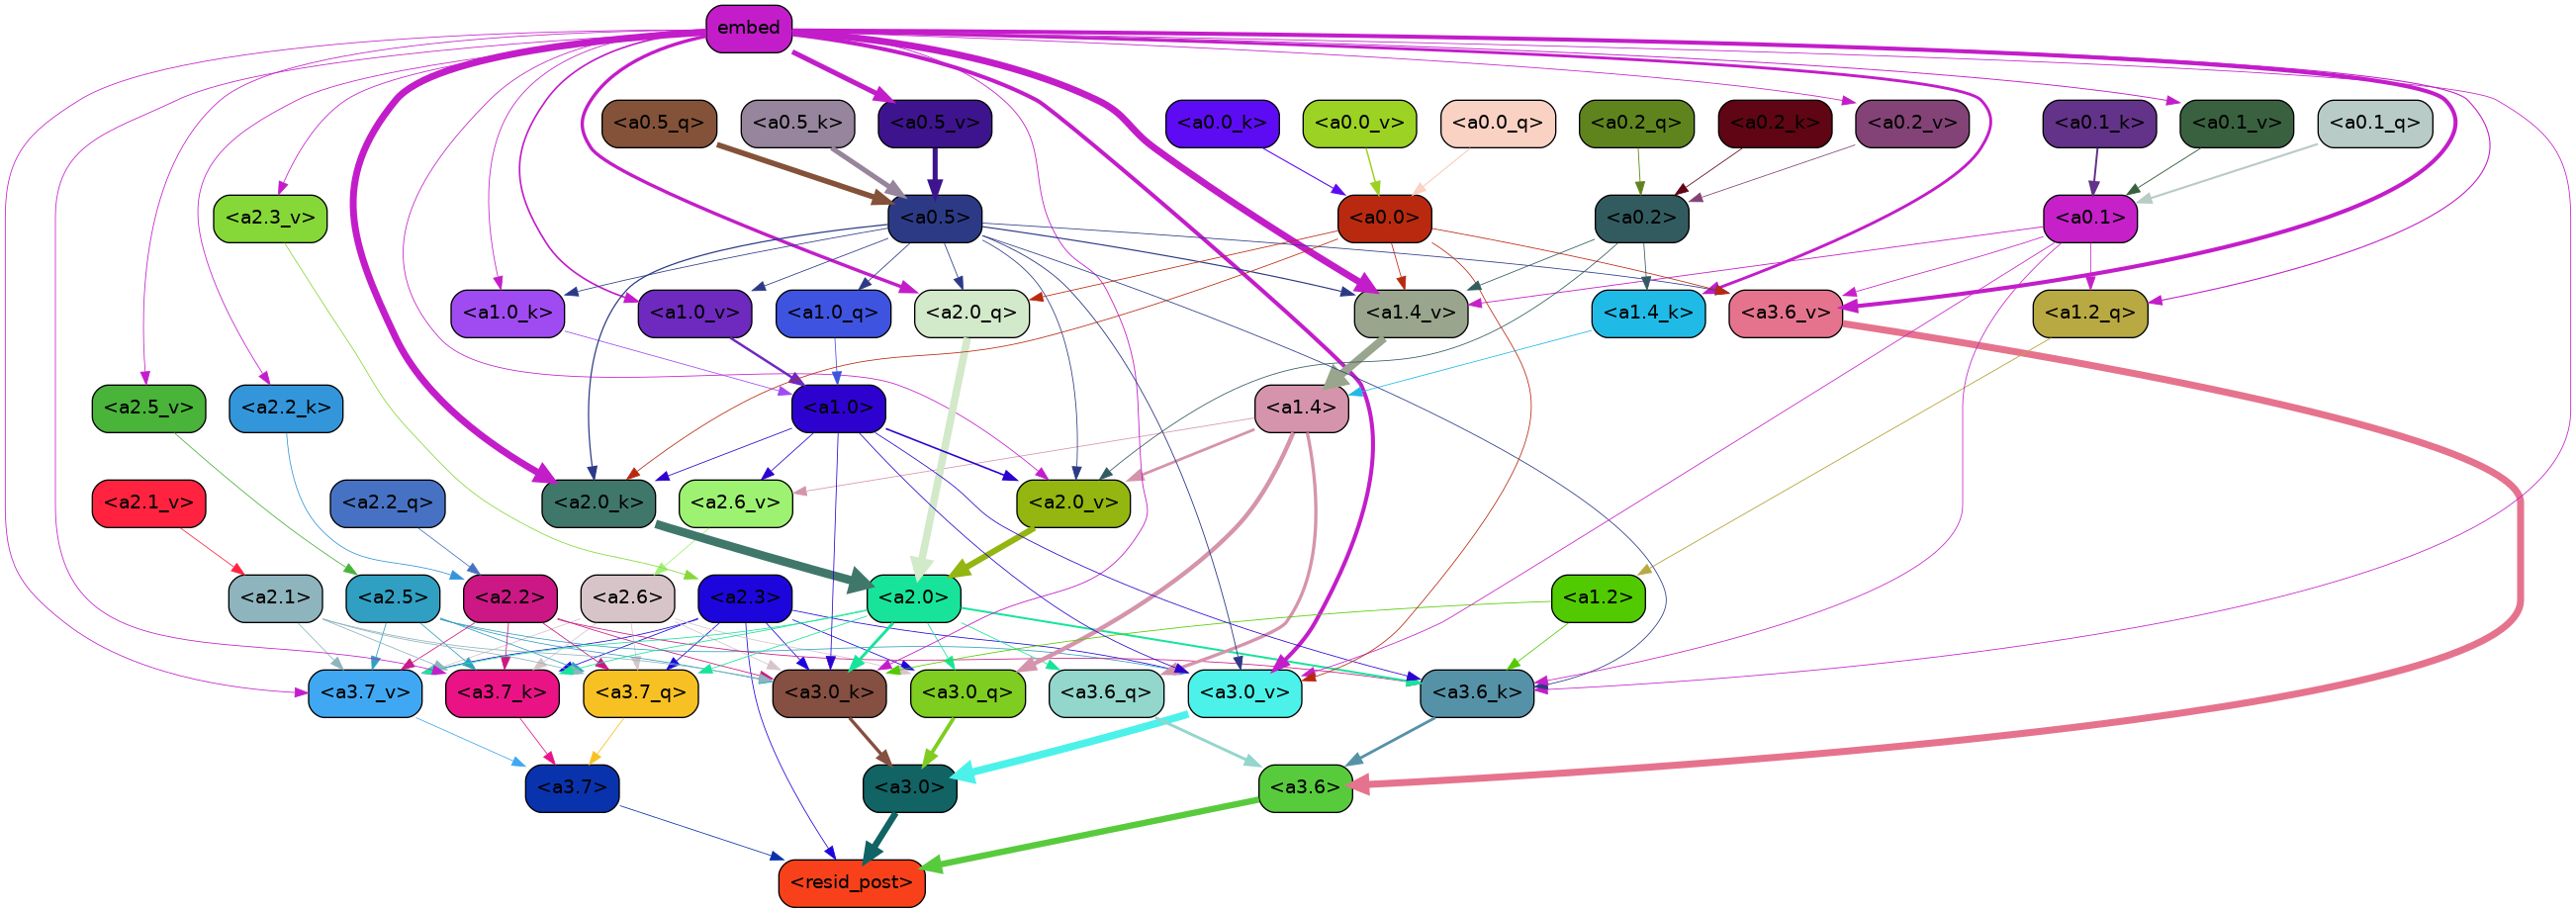 embed
<a0.5_q> <a0.5_k> <a0.5_v> <a0.0_k> <a0.0_v> <a0.0_q> <a0.2_q> <a0.2_k> <a0.2_v> <a0.1_k> <a0.1_v> <a0.1_q>
<a2.3_v> <a0.5> <a0.0> <a0.2> <a0.1>
<a1.0_k> <a1.0_v> <a1.0_q> <a2.0_q> <a1.4_v> <a1.4_k> <a3.6_v> <a1.2_q>
<a2.5_v> <a2.2_k> <a1.0> <a1.4>
<a2.1_v> <a2.2_q> <a2.0_k> <a2.6_v> <a2.0_v>
<a2.1> <a2.5> <a2.2> <a2.6> <a2.3> <a2.0> <a1.2>
<a3.7_v> <a3.7_k> <a3.7_q> <a3.0_k> <a3.0_q> <a3.6_q> <a3.0_v> <a3.6_k>
<a3.7> <a3.0> <a3.6>
<resid_post>